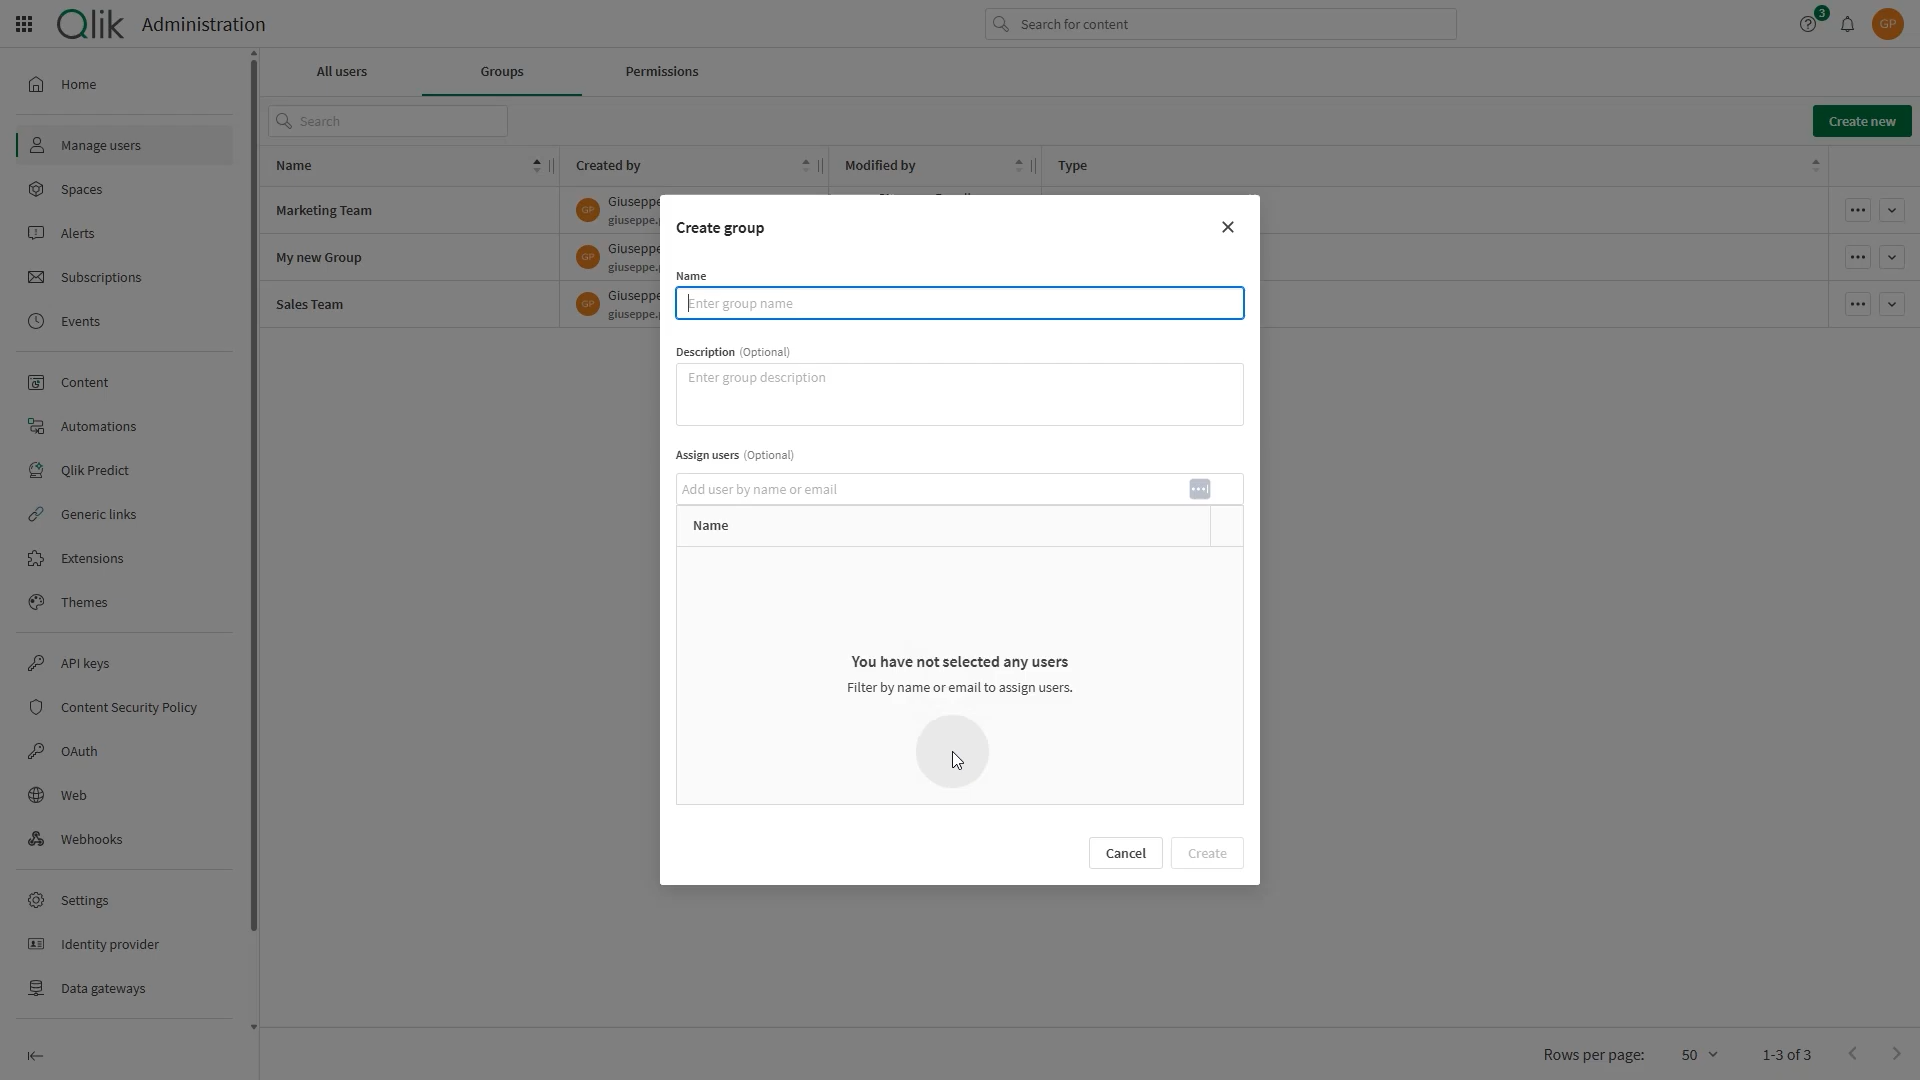 Qlik Administration
Search for content
3
GP
Home
Manage users
Spaces
Alerts
Subscriptions
Events
Content
Automations
Qlik Predict
Generic links
Extensions
Themes
API keys
Content Security Policy
OAuth
Web
Webhooks
Settings
Identity provider
Data gateways
All users
Groups
Permissions
Search
Create new
Name
Created by
Modified by
Type
Marketing Team
GP
Giuseppe
giuseppe.
My new Group
GP
Giuseppe
giuseppe.
Sales Team
GP
Giuseppe
giuseppe.
Create group
Name
Enter group name
Description (Optional)
Enter group description
Assign users (Optional)
Add user by name or email
Name
You have not selected any users
Filter by name or email to assign users.
Cancel
Create
Rows per page:
50
1-3 of 3